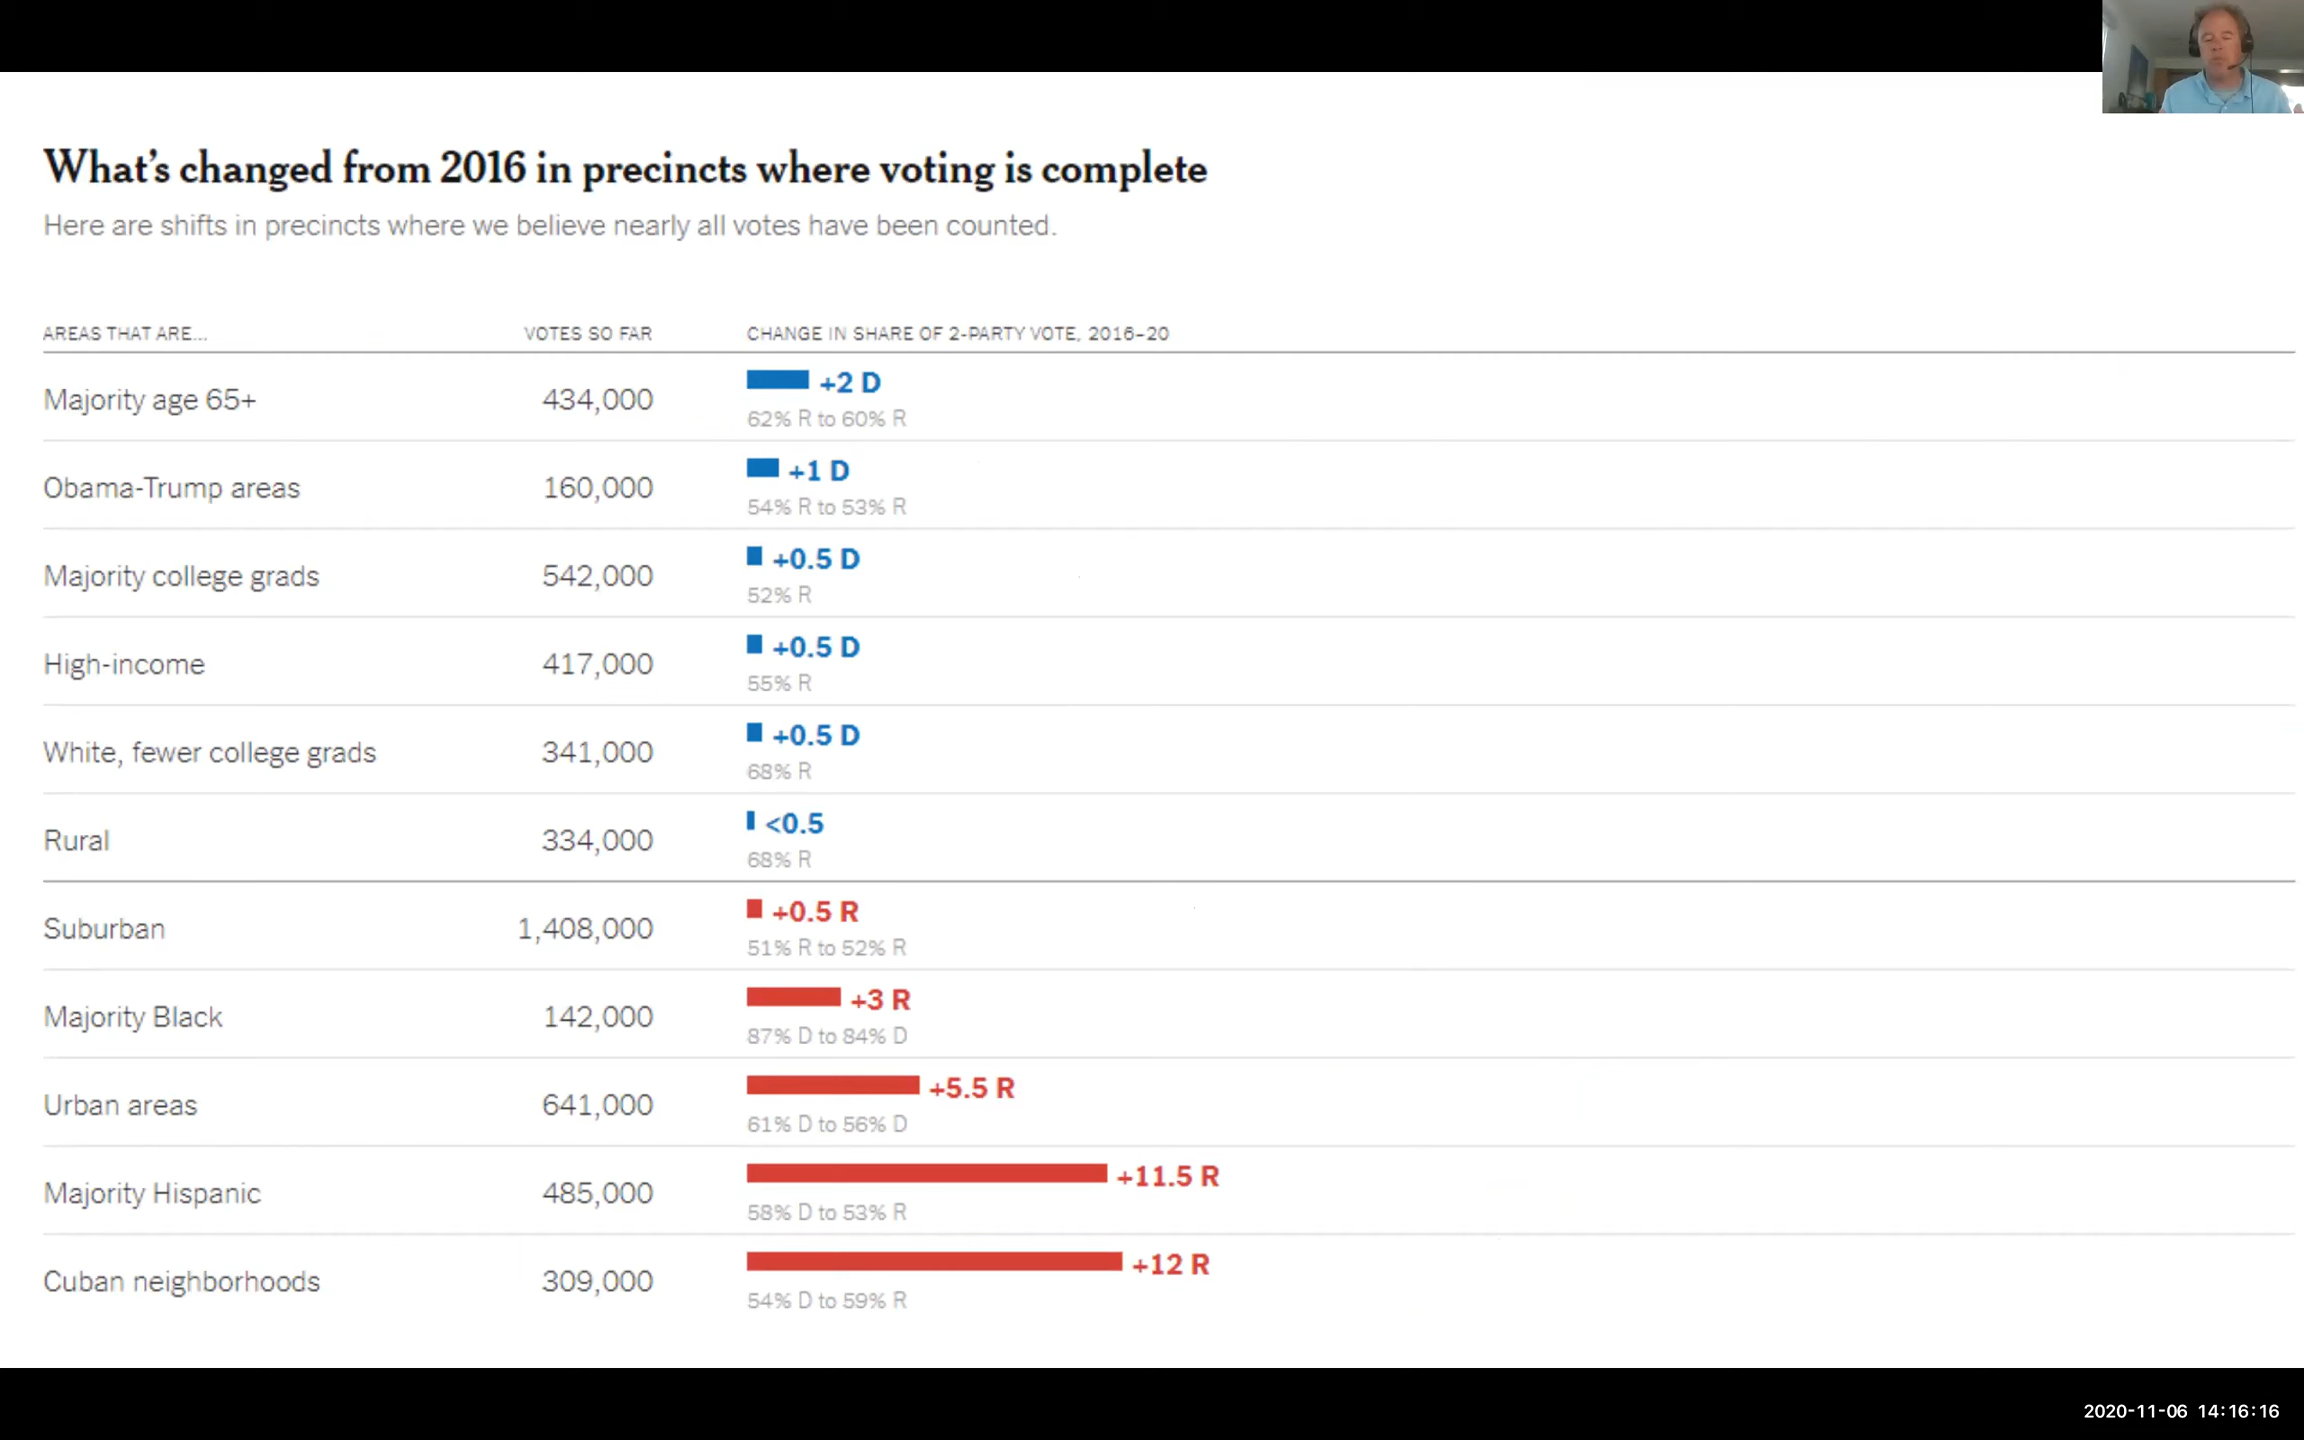 What's changed from 2016 in precincts where voting is complete
Here are shifts in precincts where we believe nearly all votes have been counted.
AREAS THAT ARE... VOTES SO FAR CHANGE IN SHARE OF 2-PARTY VOTE, 2016–20
Majority age 65+ 434,000 +2 D
62% R to 60% R
Obama-Trump areas 160,000 +1 D
54% R to 53% R
Majority college grads 542,000 +0.5 D
52% R
High-income 417,000 +0.5 D
55% R
White, fewer college grads 341,000 +0.5 D
68% R
Rural 334,000 <0.5
68% R
Suburban 1,408,000 +0.5 R
51% R to 52% R
Majority Black 142,000 +3 R
87% D to 84% D
Urban areas 641,000 +5.5 R
61% D to 56% D
Majority Hispanic 485,000 +11.5 R
58% D to 53% R
Cuban neighborhoods 309,000 +12 R
54% D to 59% R
2020-11-06 14:16:16